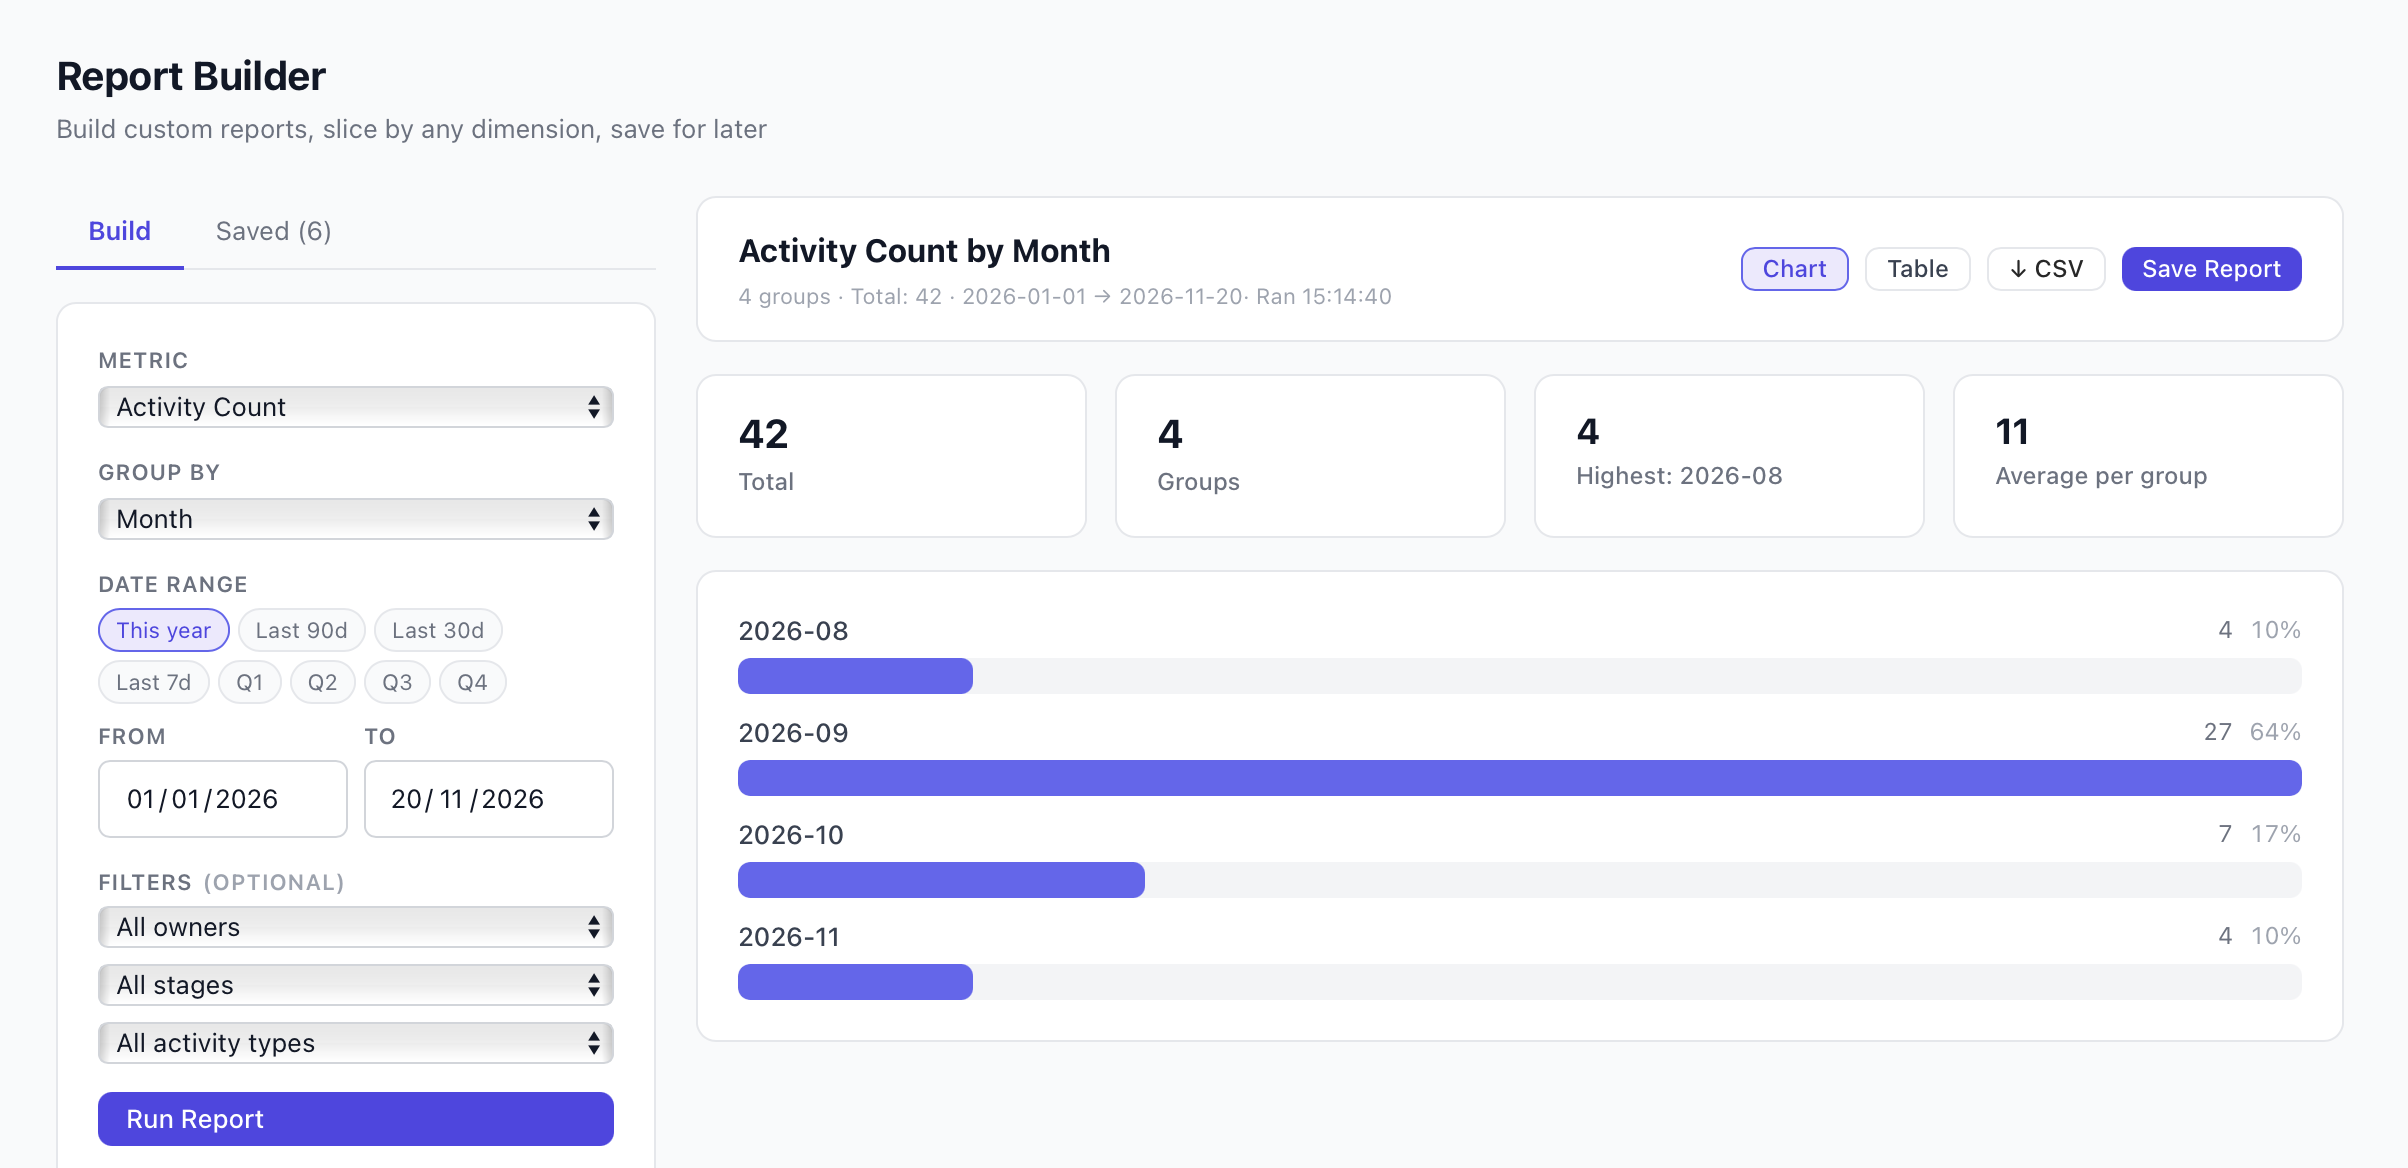 Report Builder
Build custom reports, slice by any dimension, save for later
Build
Saved (6)
METRIC
Activity Count
GROUP BY
Month
DATE RANGE
This year
Last 90d
Last 30d
Last 7d
Q1
Q2
Q3
Q4
FROM
TO
01/01/2026
20/11/2026
FILTERS (OPTIONAL)
All owners
All stages
All activity types
Run Report
Activity Count by Month
4 groups · Total: 42 · 2026-01-01 → 2026-11-20· Ran 15:14:40
Chart
Table
↓ CSV
Save Report
42
Total
4
Groups
4
Highest: 2026-08
11
Average per group
2026-08
4 10%
2026-09
27 64%
2026-10
7 17%
2026-11
4 10%